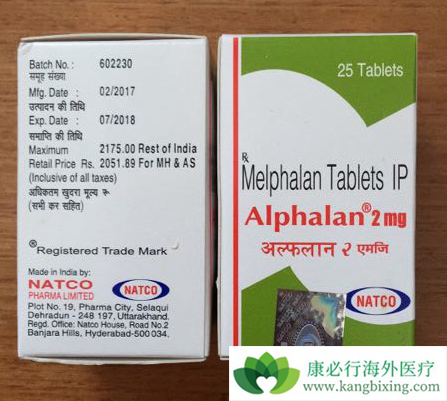 Batch No. : 602230
समूह संख्या
Mfg. Date : 02/2017
उत्पादन की तिथि
Exp. Date : 07/2018
समाप्ति की तिथि
Maximum 2175.00 Rest of India
Retail Price Rs. 2051.89 For MH & AS
(Inclusive of all taxes)
अधिकतम खुदरा मूल्य रू
(सभी कर सहित)
®Registered Trade Mark
Made in India by:
NATCO
PHARMA LIMITED
NATCO
Plot No. 19, Pharma City, Selaqui
Dehradun - 248 197, Uttarakhand.
Regd. Office: Natco House, Road No.2
Banjara Hills, Hyderabad-500 034.
25 Tablets
℞
Melphalan Tablets IP
Alphalan® 2 mg
अल्फलान २ एमजि
NATCO
康必行海外医疗
www.kangbixing.com